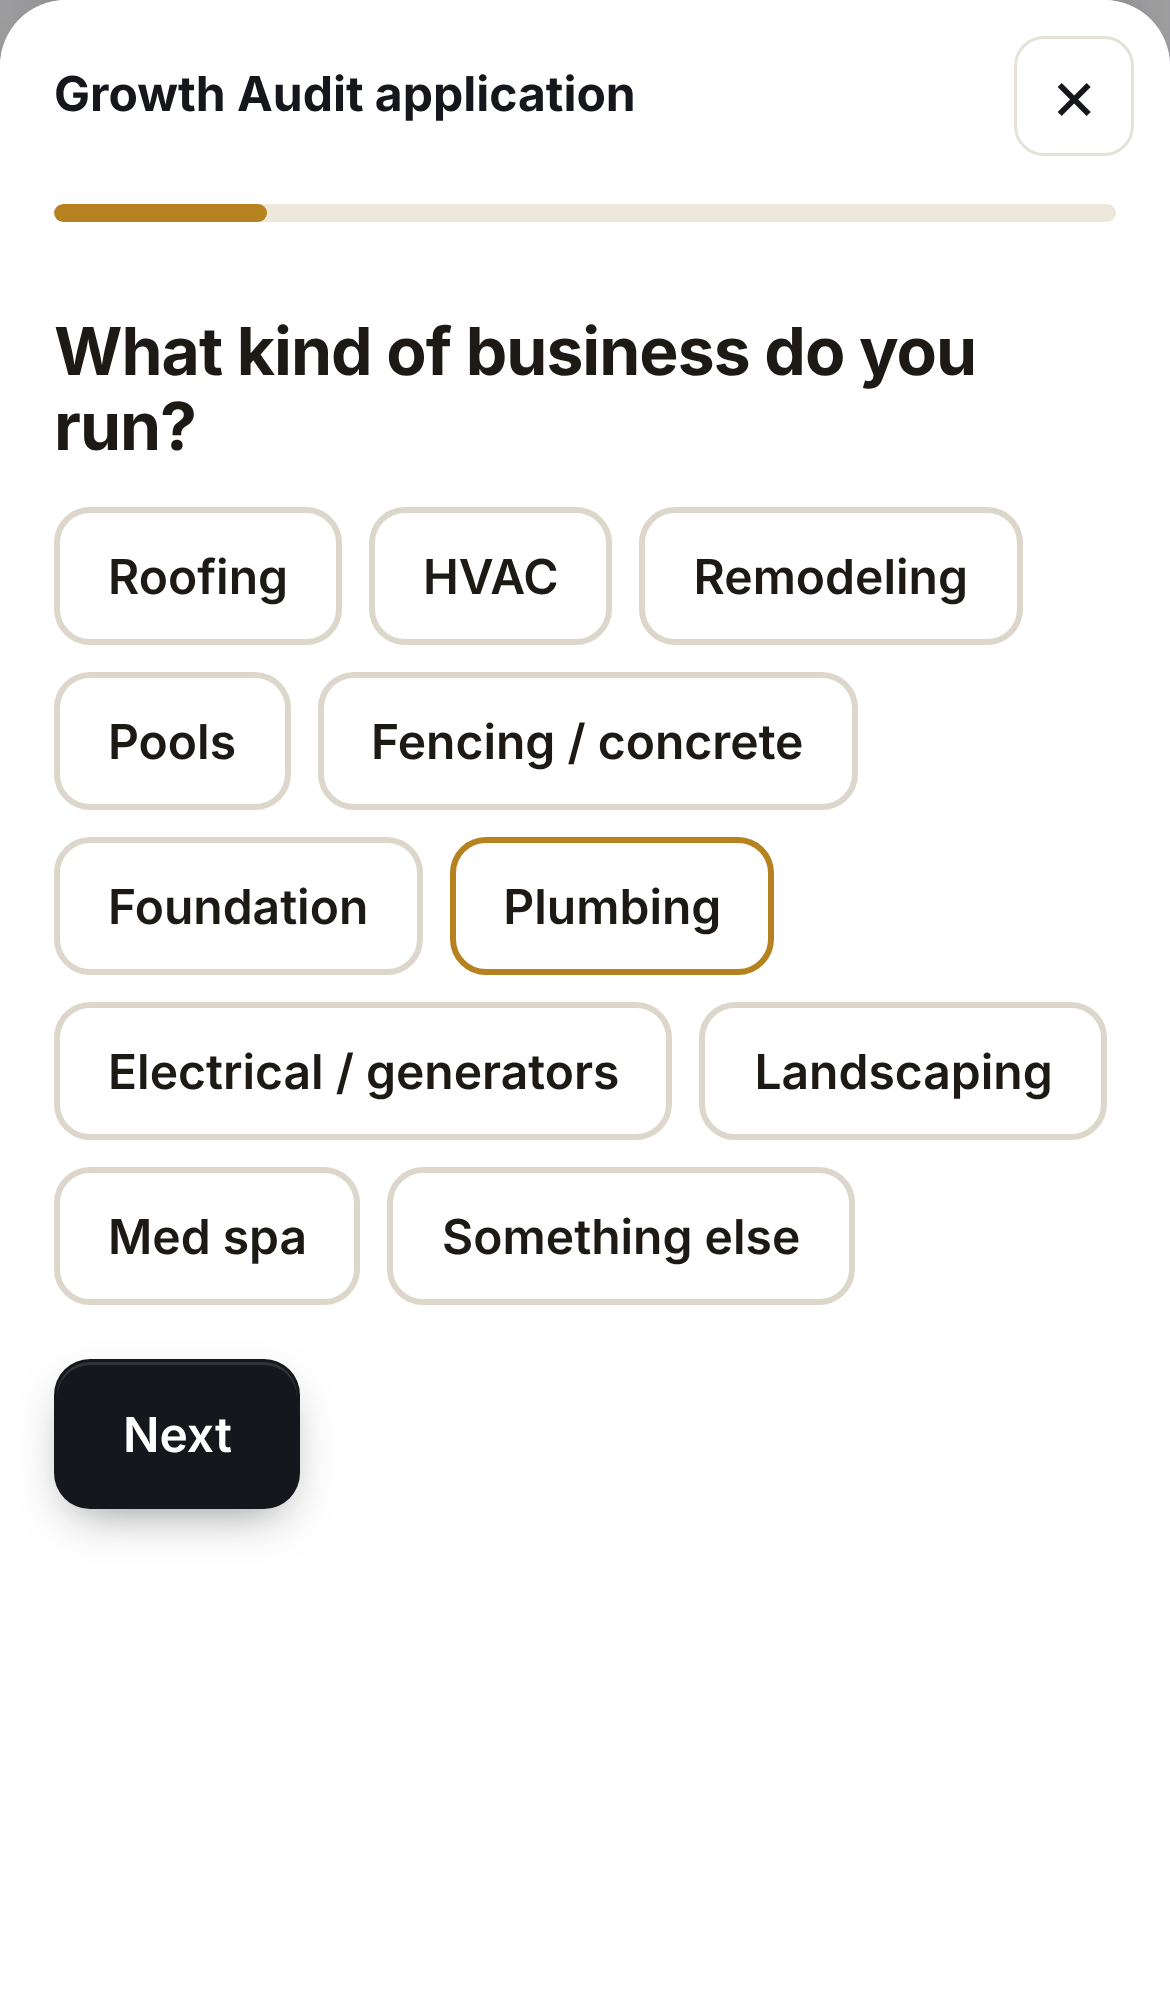 Growth Audit application
What kind of business do you
run?
Roofing HVAC Remodeling
Pools Fencing / concrete
Foundation Plumbing
Electrical / generators Landscaping
Med spa Something else
Next